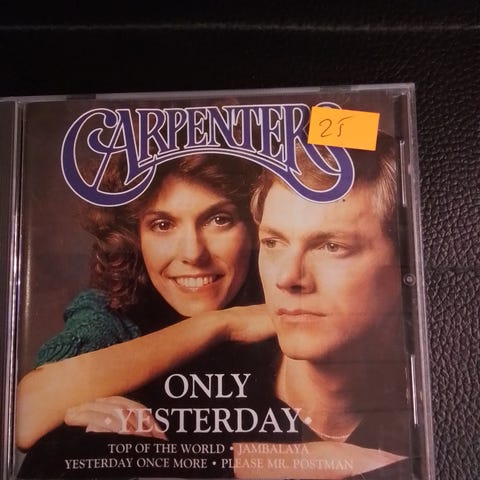 CARPENTERS
25
ONLY
·YESTERDAY·
TOP OF THE WORLD • JAMBALAYA
YESTERDAY ONCE MORE • PLEASE MR. POSTMAN